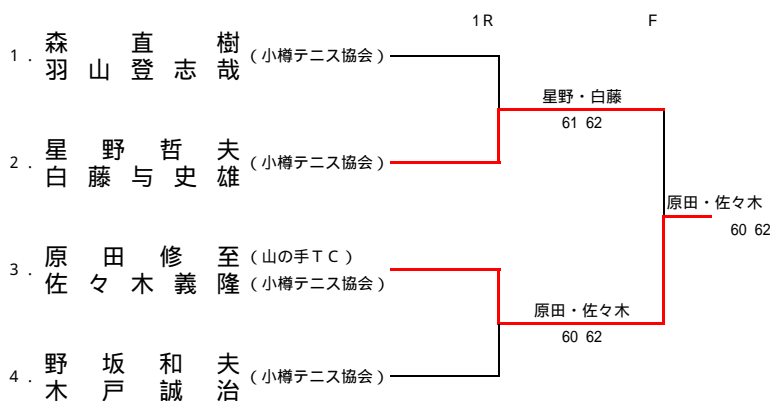 1R F
1. 森 直 樹
羽山登志哉 (小樽テニス協会)
星野・白藤
61 62
2. 星 野 哲 夫
白藤与史雄 (小樽テニス協会)
原田・佐々木
60 62
3. 原 田 修 至 (山の手TC)
佐々木義隆 (小樽テニス協会)
原田・佐々木
60 62
4. 野 坂 和 夫
木 戸 誠 治 (小樽テニス協会)